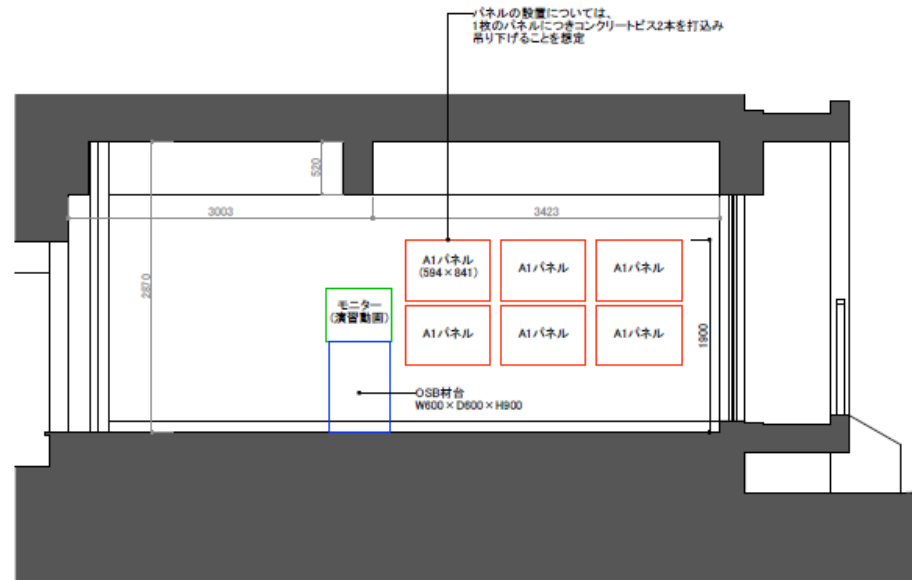 パネルの設置については、
1枚のパネルにつきコンクリートビス2本を打込み
吊り下げることを想定
520
3003
3423
2870
A1パネル
(594×841)
A1パネル
A1パネル
モニター
(演習動画)
A1パネル
A1パネル
A1パネル
1900
OSB材台
W600×D600×H900